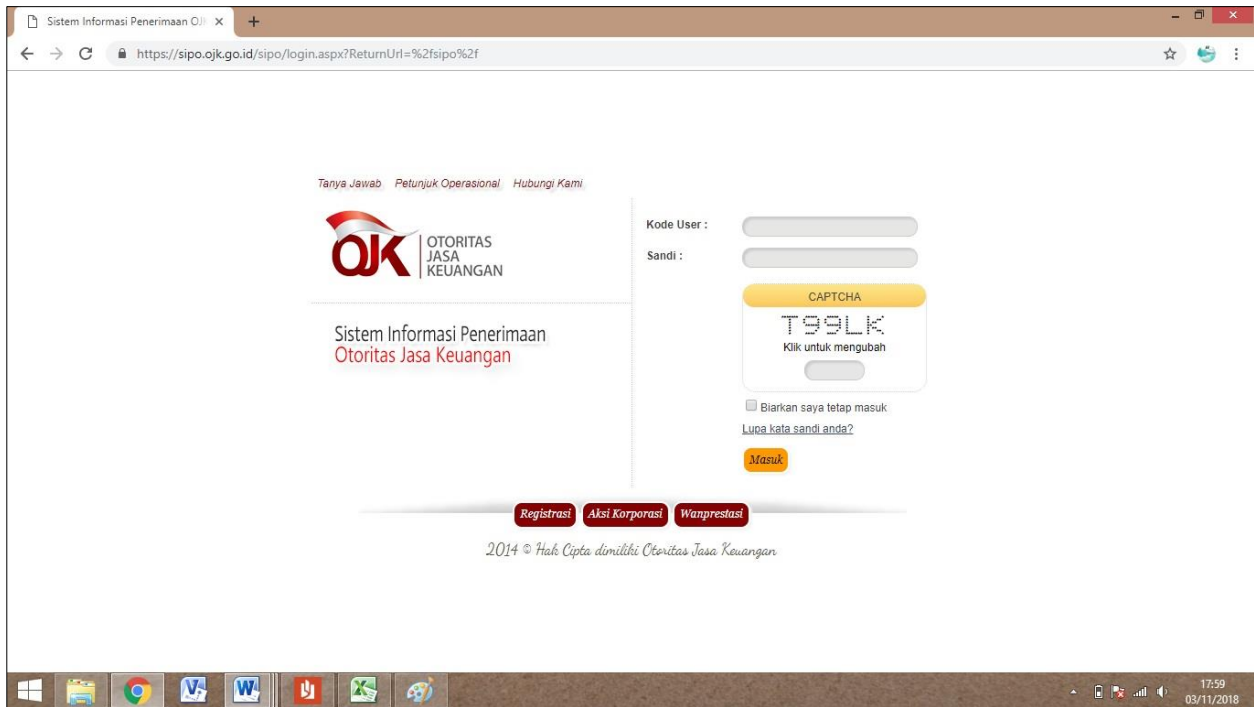 Sistem Informasi Penerimaan OJ
https://sipo.ojk.go.id/sipo/login.aspx?ReturnUrl=%2fsipo%2f
Tanya Jawab Petunjuk Operasional Hubungi Kami
OJK OTORITAS
JASA
KEUANGAN
Sistem Informasi Penerimaan
Otoritas Jasa Keuangan
Kode User :
Sandi :
CAPTCHA
T99LK
Klik untuk mengubah
Biarkan saya tetap masuk
Lupa kata sandi anda?
Masuk
Registrasi Aksi Korporasi Wanprestasi
2014 © Hak Cipta dimiliki Otoritas Jasa Keuangan
17:59
03/11/2018